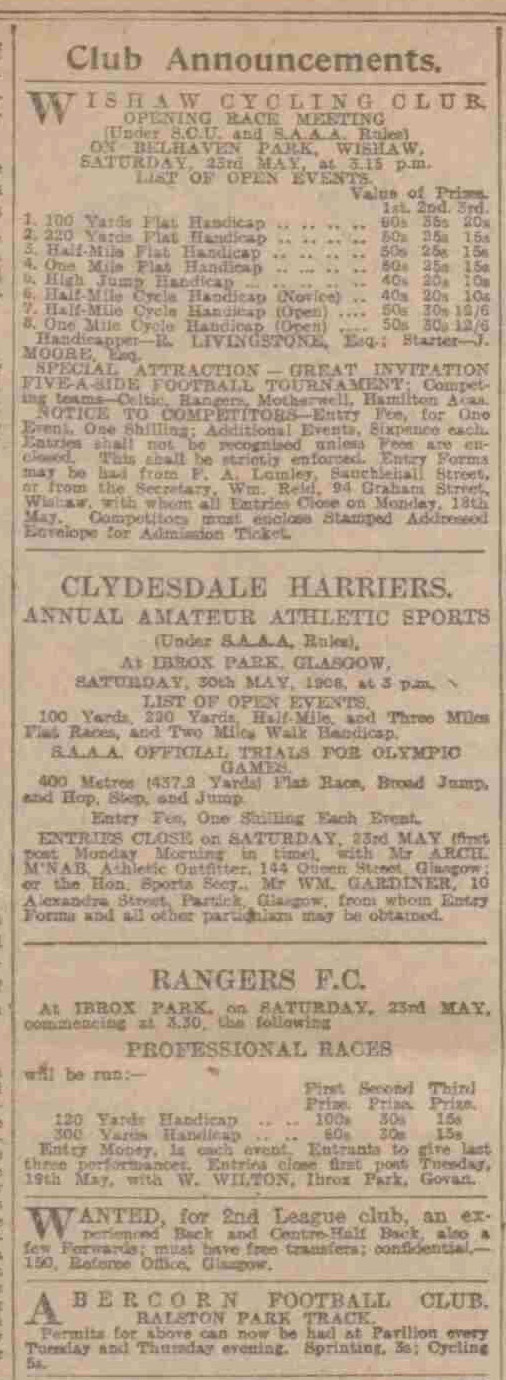 Club Announcements.
WISHAW CYCLING CLUB
OPENING RACE MEETING
(Under S.C.U. and S.A.A.A. Rules)
ON BELHAVEN PARK, WISHAW,
SATURDAY, 23rd MAY, at 3.15 p.m.
LIST OF OPEN EVENTS.
Value of Prizes.
1st. 2nd. 3rd.
1. 100 Yards Flat Handicap .. .. .. .. 60s 35s 20s
2. 220 Yards Flat Handicap .. .. .. .. 50s 25s 15s
3. Half-Mile Flat Handicap .. .. .. .. 50s 25s 15s
4. One Mile Flat Handicap .. .. .. .. 50s 25s 15s
5. High Jump Handicap ... .. .. .. .. 40s 20s 10s
6. Half-Mile Cycle Handicap (Novice) .. 40s 20s 10s
7. Half-Mile Cycle Handicap (Open) .... 50s 30s 12/6
8. One Mile Cycle Handicap (Open) .... 50s 30s 12/6
Handicapper—R. LIVINGSTONE, Esq.; Starter—J.
MOORE, Esq.
SPECIAL ATTRACTION — GREAT INVITATION
FIVE-A-SIDE FOOTBALL TOURNAMENT; Compet-
ing teams—Celtic, Rangers, Motherwell, Hamilton Acas.
NOTICE TO COMPETITORS—Entry Fee, for One
Event, One Shilling; Additional Events, Sixpence each.
Entries shall not be recognised unless Fees are en-
closed. This shall be strictly enforced. Entry Forms
may be had from F. A. Lumley, Sauchiehall Street,
or from the Secretary, Wm. Reid, 94 Graham Street,
Wishaw, with whom all Entries Close on Monday, 18th
May. Competitors must enclose Stamped Addressed
Envelope for Admission Ticket.
CLYDESDALE HARRIERS.
ANNUAL AMATEUR ATHLETIC SPORTS
(Under S.A.A.A. Rules),
At IBROX PARK, GLASGOW,
SATURDAY, 30th MAY, 1908, at 3 p.m.
LIST OF OPEN EVENTS.
100 Yards, 220 Yards, Half-Mile, and Three Miles
Flat Races, and Two Miles Walk Handicap.
S.A.A.A. OFFICIAL TRIALS FOR OLYMPIC
GAMES.
400 Metres (437.2 Yards) Flat Race, Broad Jump,
and Hop, Step, and Jump.
Entry Fee, One Shilling Each Event.
ENTRIES CLOSE on SATURDAY, 23rd MAY (first
post Monday Morning in time), with Mr ARCH.
M'NAB, Athletic Outfitter, 144 Queen Street, Glasgow;
or the Hon. Sports Secy., Mr WM. GARDINER, 10
Alexandra Street, Partick, Glasgow, from whom Entry
Forms and all other particulars may be obtained.
RANGERS F.C.
At IBROX PARK, on SATURDAY, 23rd MAY,
commencing at 3.30, the following
PROFESSIONAL RACES
will be run:—
First Second Third
Prize. Prize. Prize.
120 Yards Handicap .. .. 100s 30s 15s
300 Yards Handicap .. .. 60s 30s 15s
Entry Money, 1s each event. Entrants to give last
three performances. Entries close first post Tuesday,
19th May, with W. WILTON, Ibrox Park, Govan.
WANTED, for 2nd League club, an ex-
perienced Back and Centre-Half Back, also a
few Forwards; must have free transfers; confidential.—
150, Referee Office, Glasgow.
ABERCORN FOOTBALL CLUB.
RALSTON PARK TRACK.
Permits for above can now be had at Pavilion every
Tuesday and Thursday evening. Sprinting, 3s; Cycling
5s.